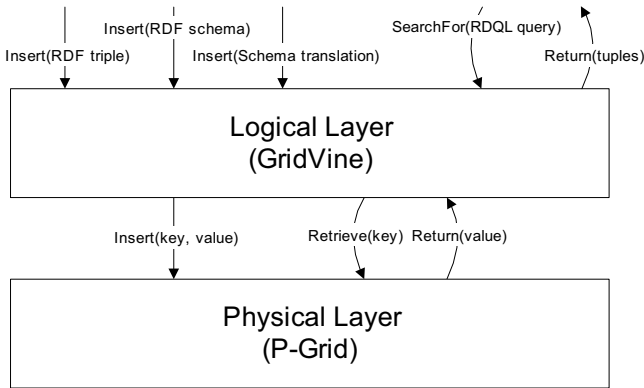 Insert(RDF schema)
SearchFor(RDQL query)
Insert(RDF triple)
Insert(Schema translation)
Return(tuples)
Logical Layer
(GridVine)
Insert(key, value)
Retrieve(key)
Return(value)
Physical Layer
(P-Grid)